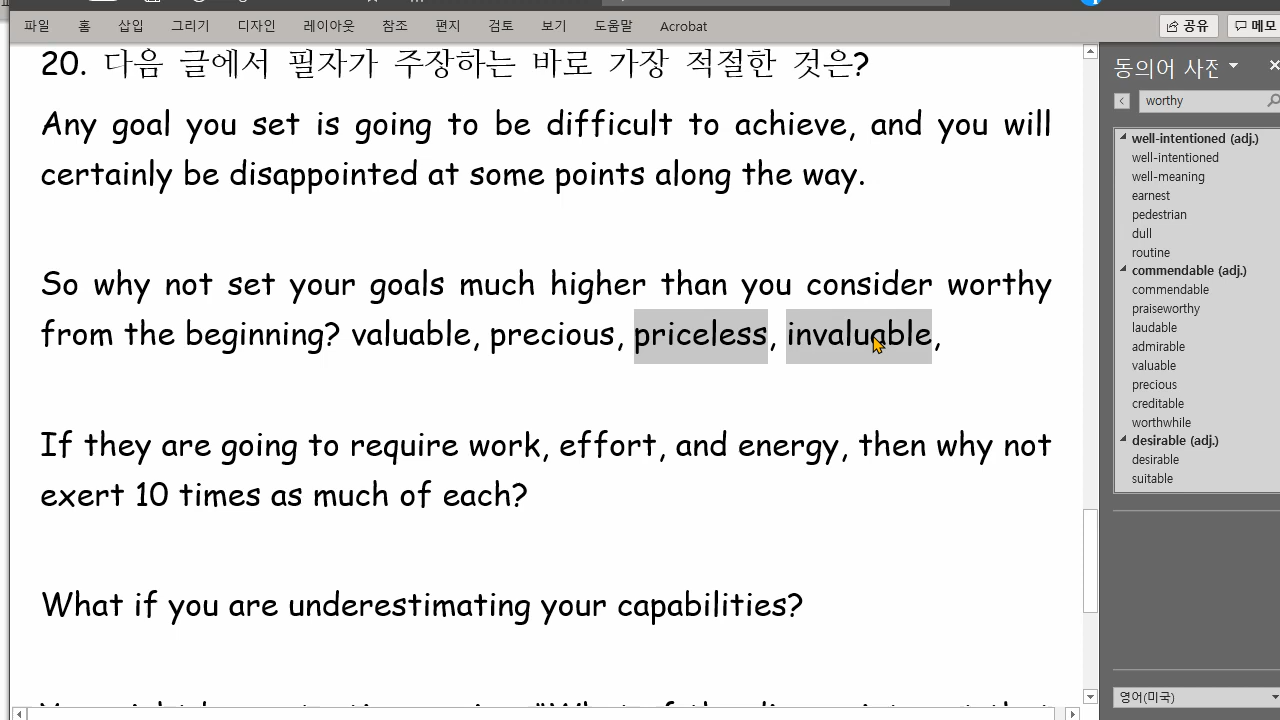 파일 홈 삽입 그리기 디자인 레이아웃 참조 편지 검토 보기 도움말 Acrobat 공유 메모
20. 다음 글에서 필자가 주장하는 바로 가장 적절한 것은?
Any goal you set is going to be difficult to achieve, and you will
certainly be disappointed at some points along the way.
So why not set your goals much higher than you consider worthy
from the beginning? valuable, precious, priceless, invaluable,
If they are going to require work, effort, and energy, then why not
exert 10 times as much of each?
What if you are underestimating your capabilities?
동의어 사전
worthy
well-intentioned (adj.)
well-intentioned
well-meaning
earnest
pedestrian
dull
routine
commendable (adj.)
commendable
praiseworthy
laudable
admirable
valuable
precious
creditable
worthwhile
desirable (adj.)
desirable
suitable
영어(미국)